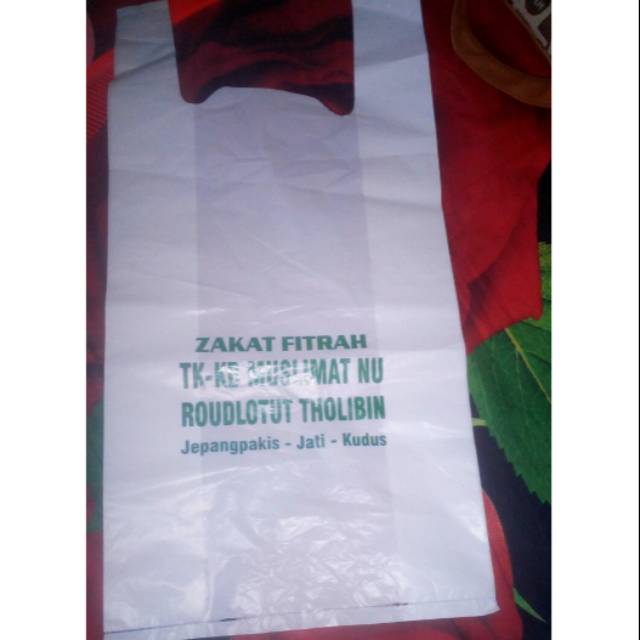 ZAKAT FITRAH
TK-KB MUSLIMAT NU
ROUDLOTUT THOLIBIN
Jepangpakis - Jati - Kudus